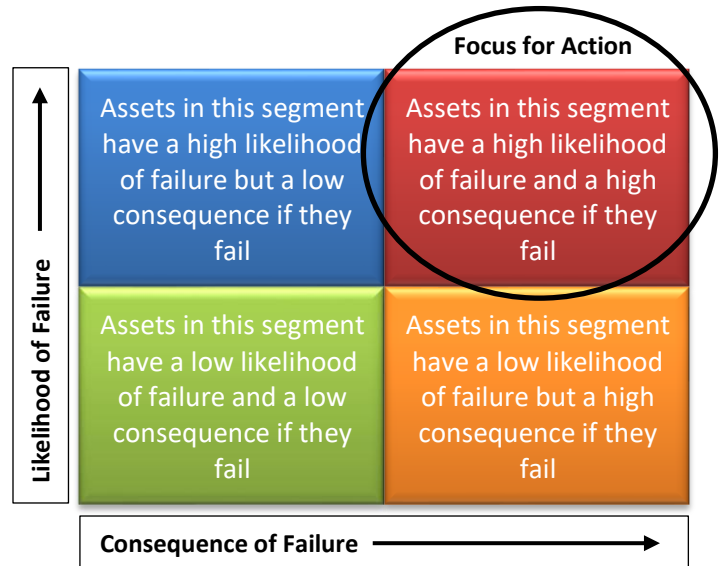 Focus for Action
Assets in this segment
have a high likelihood
of failure but a low
consequence if they
fail
Assets in this segment
have a high likelihood
of failure and a high
consequence if they
fail
Likelihood of Failure
Assets in this segment
have a low likelihood
of failure and a low
consequence if they
fail
Assets in this segment
have a low likelihood
of failure but a high
consequence if they
fail
Consequence of Failure